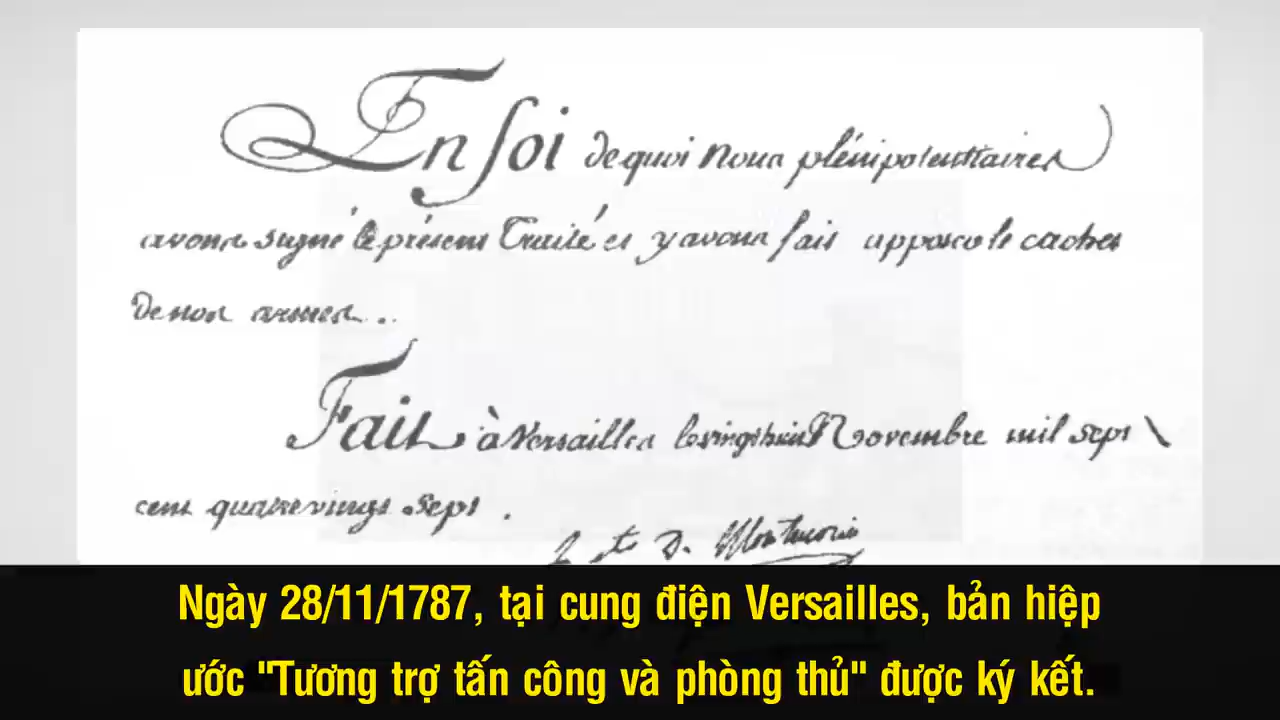 En foi de quoi nous plénipotentiaires
avons signé le présent Traité et y avons fait apposer le cachet
de nos armes.
Fait à Versailles le vingt huit Novembre mil sept
cent quatrevingt sept.
D. Montmorin
Ngày 28/11/1787, tại cung điện Versailles, bản hiệp
ước "Tương trợ tấn công và phòng thủ" được ký kết.